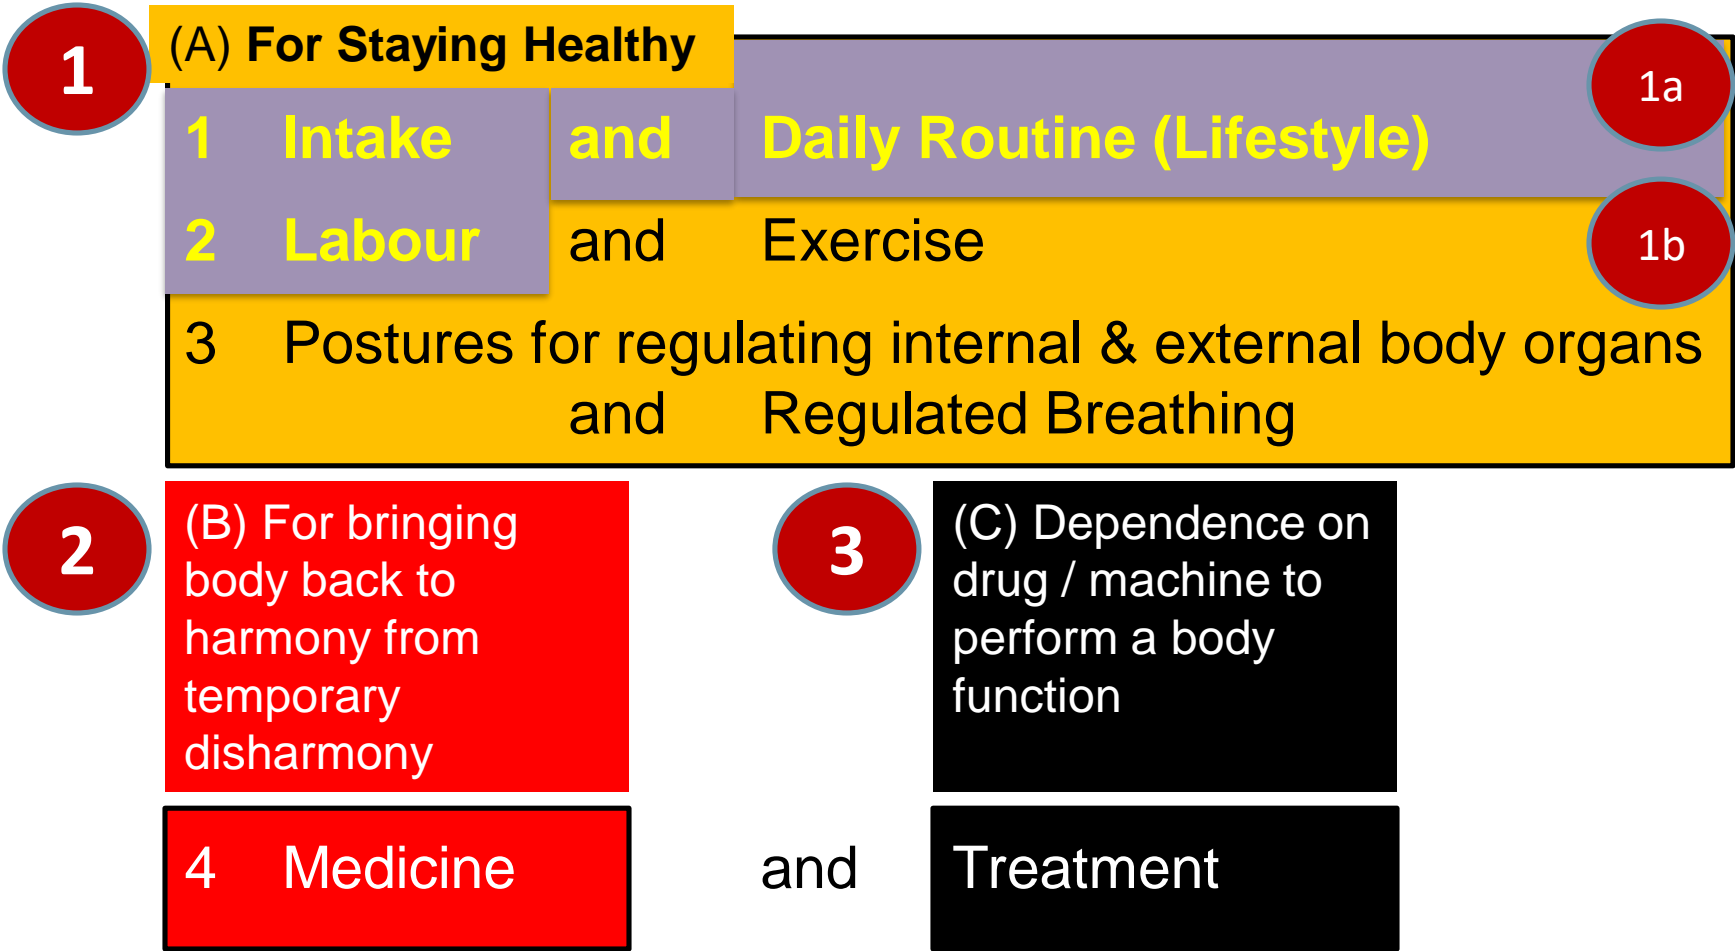 1
(A) For Staying Healthy
1a
1 Intake and Daily Routine (Lifestyle)
2 Labour and Exercise
1b
3 Postures for regulating internal & external body organs
and Regulated Breathing
2
(B) For bringing
body back to
harmony from
temporary
disharmony
3
(C) Dependence on
drug / machine to
perform a body
function
4 Medicine and Treatment